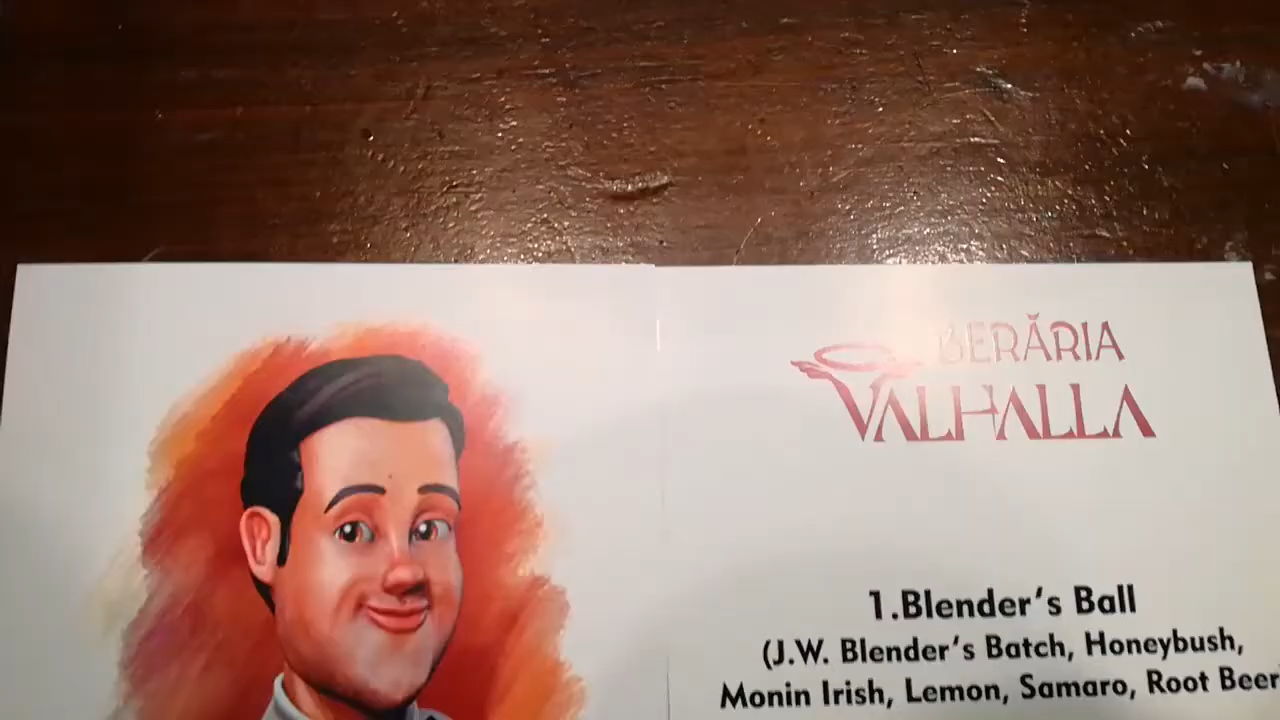 BERĂRIA
VALHALLA
1.Blender's Ball
(J.W. Blender's Batch, Honeybush,
Monin Irish, Lemon, Samaro, Root Beer